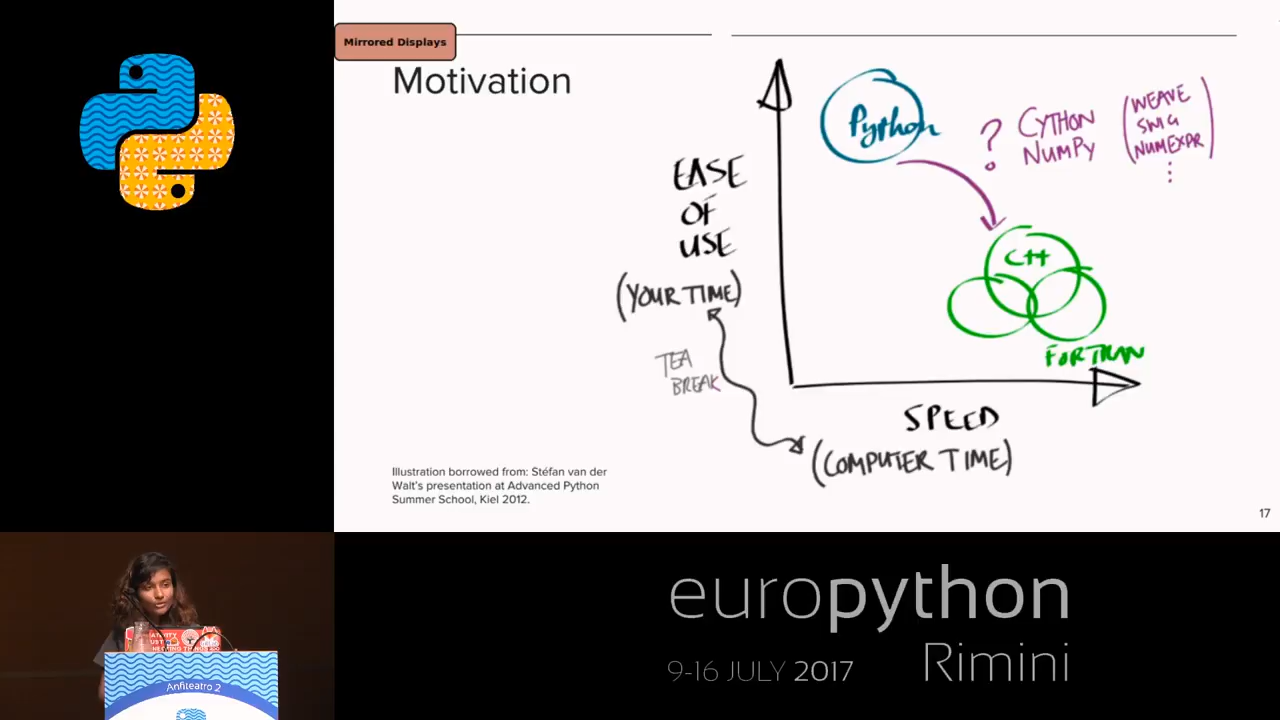 Mirrored Displays
Motivation
Python
?
CYTHON
NUMPY
(WEAVE
SWIG
NUMEXPR)
⋮
EASE
OF
USE
(YOUR TIME)
C++
FORTRAN
TEA
BREAK
SPEED
(COMPUTER TIME)
Illustration borrowed from: Stéfan van der
Walt's presentation at Advanced Python
Summer School, Kiel 2012.
17
Anfiteatro 2
europython
Rimini
9-16 JULY 2017